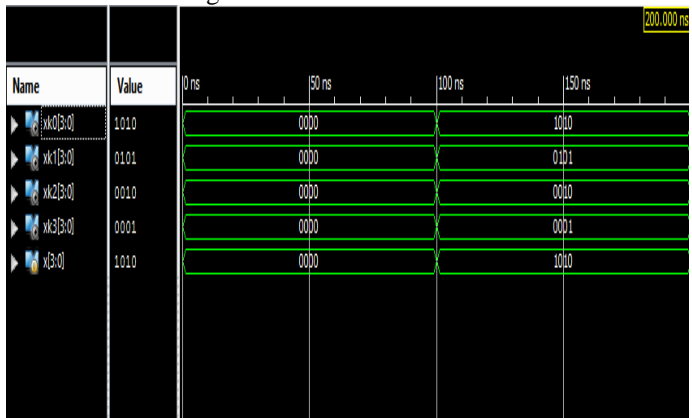 200.000 ns
Name Value 0 ns 50 ns 100 ns 150 ns
xk0[3:0] 1010 0000 1010
xk1[3:0] 0101 0000 0101
xk2[3:0] 0010 0000 0010
xk3[3:0] 0001 0000 0001
x[3:0] 1010 0000 1010